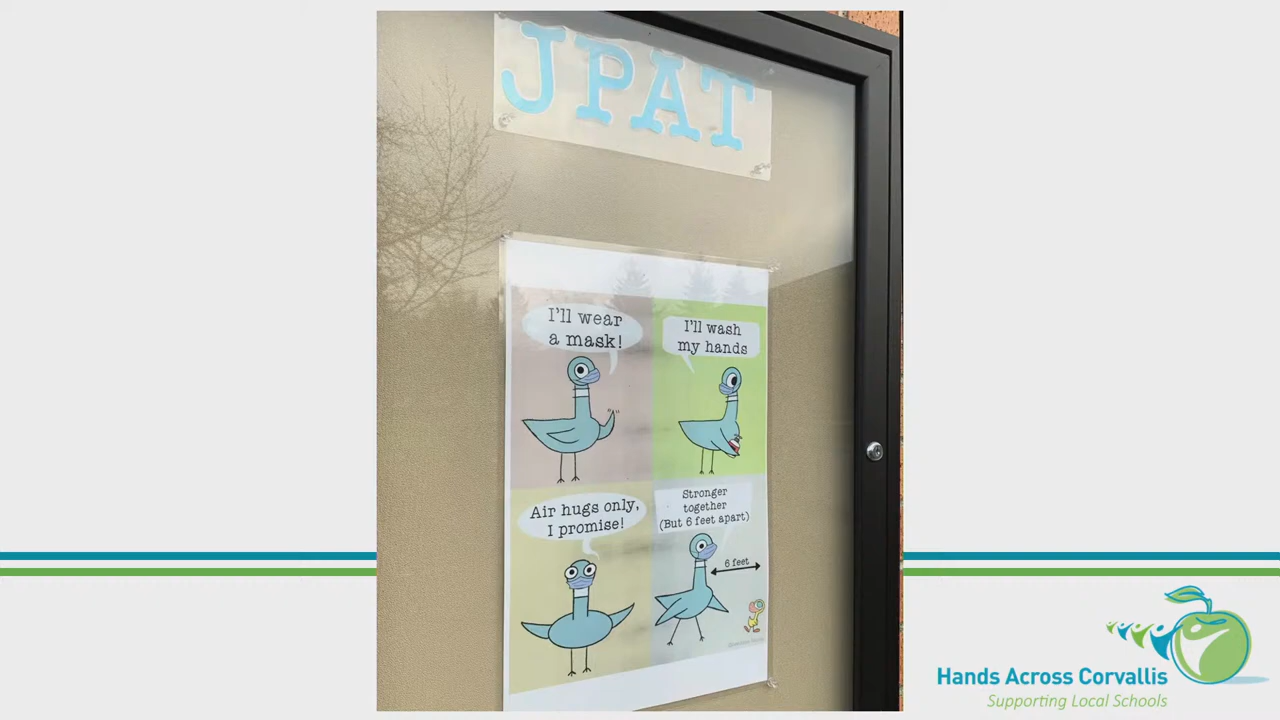 JPAT
I'll wear
a mask!
I'll wash
my hands
Air hugs only,
I promise!
Stronger
together
(But 6 feet apart)
6 feet
Hands Across Corvallis
Supporting Local Schools